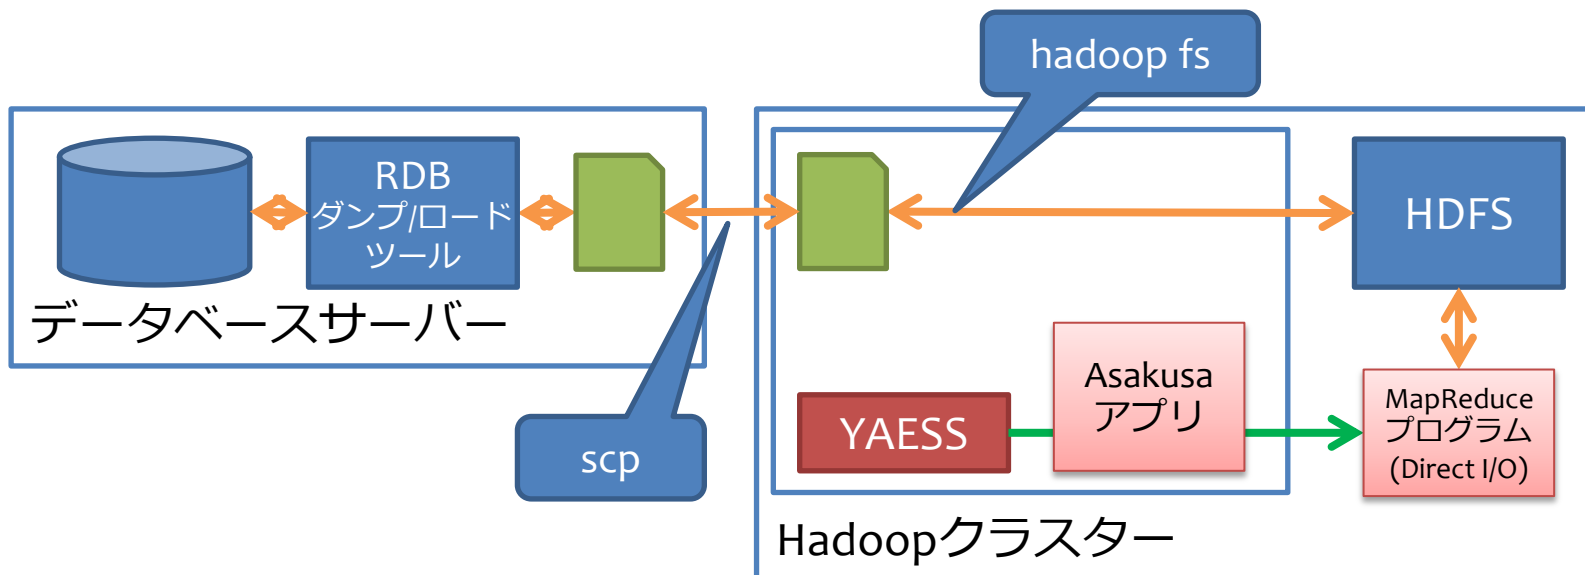 hadoop fs
RDB
ダンプ/ロード
ツール
HDFS
データベースサーバー
scp
YAESS
Asakusa
アプリ
MapReduce
プログラム
(Direct I/O)
Hadoopクラスター